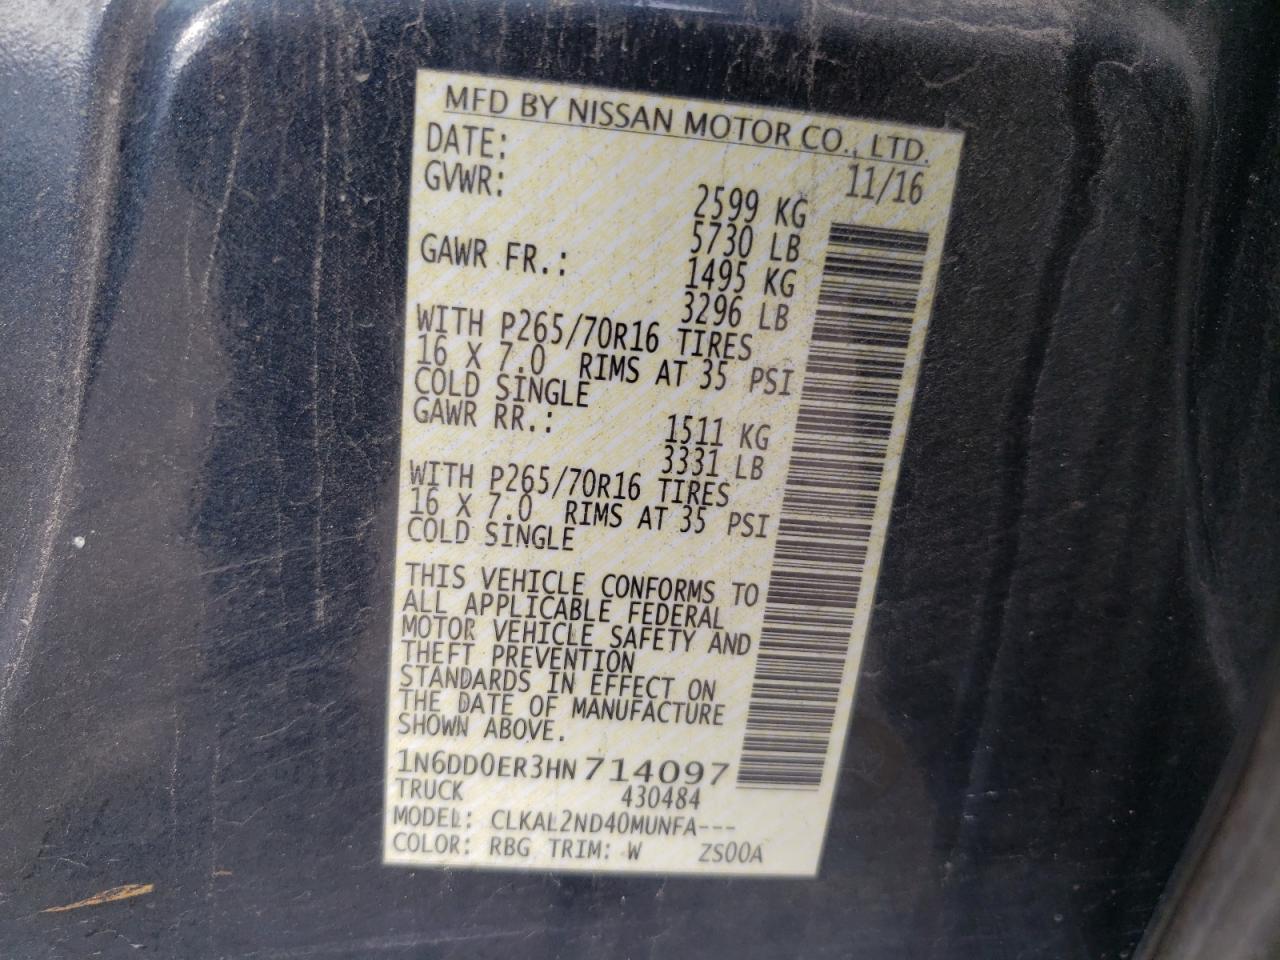 MFD BY NISSAN MOTOR CO., LTD.
DATE: 11/16
GVWR: 2599 KG
5730 LB
GAWR FR.: 1495 KG
3296 LB
WITH P265/70R16 TIRES
16 X 7.0 RIMS AT 35 PSI
COLD SINGLE
GAWR RR.: 1511 KG
3331 LB
WITH P265/70R16 TIRES
16 X 7.0 RIMS AT 35 PSI
COLD SINGLE
THIS VEHICLE CONFORMS TO
ALL APPLICABLE FEDERAL
MOTOR VEHICLE SAFETY AND
THEFT PREVENTION
STANDARDS IN EFFECT ON
THE DATE OF MANUFACTURE
SHOWN ABOVE.
1N6DD0ER3HN714097
TRUCK 430484
MODEL: CLKAL2ND40MUNFA---
COLOR: RBG TRIM: W ZS00A